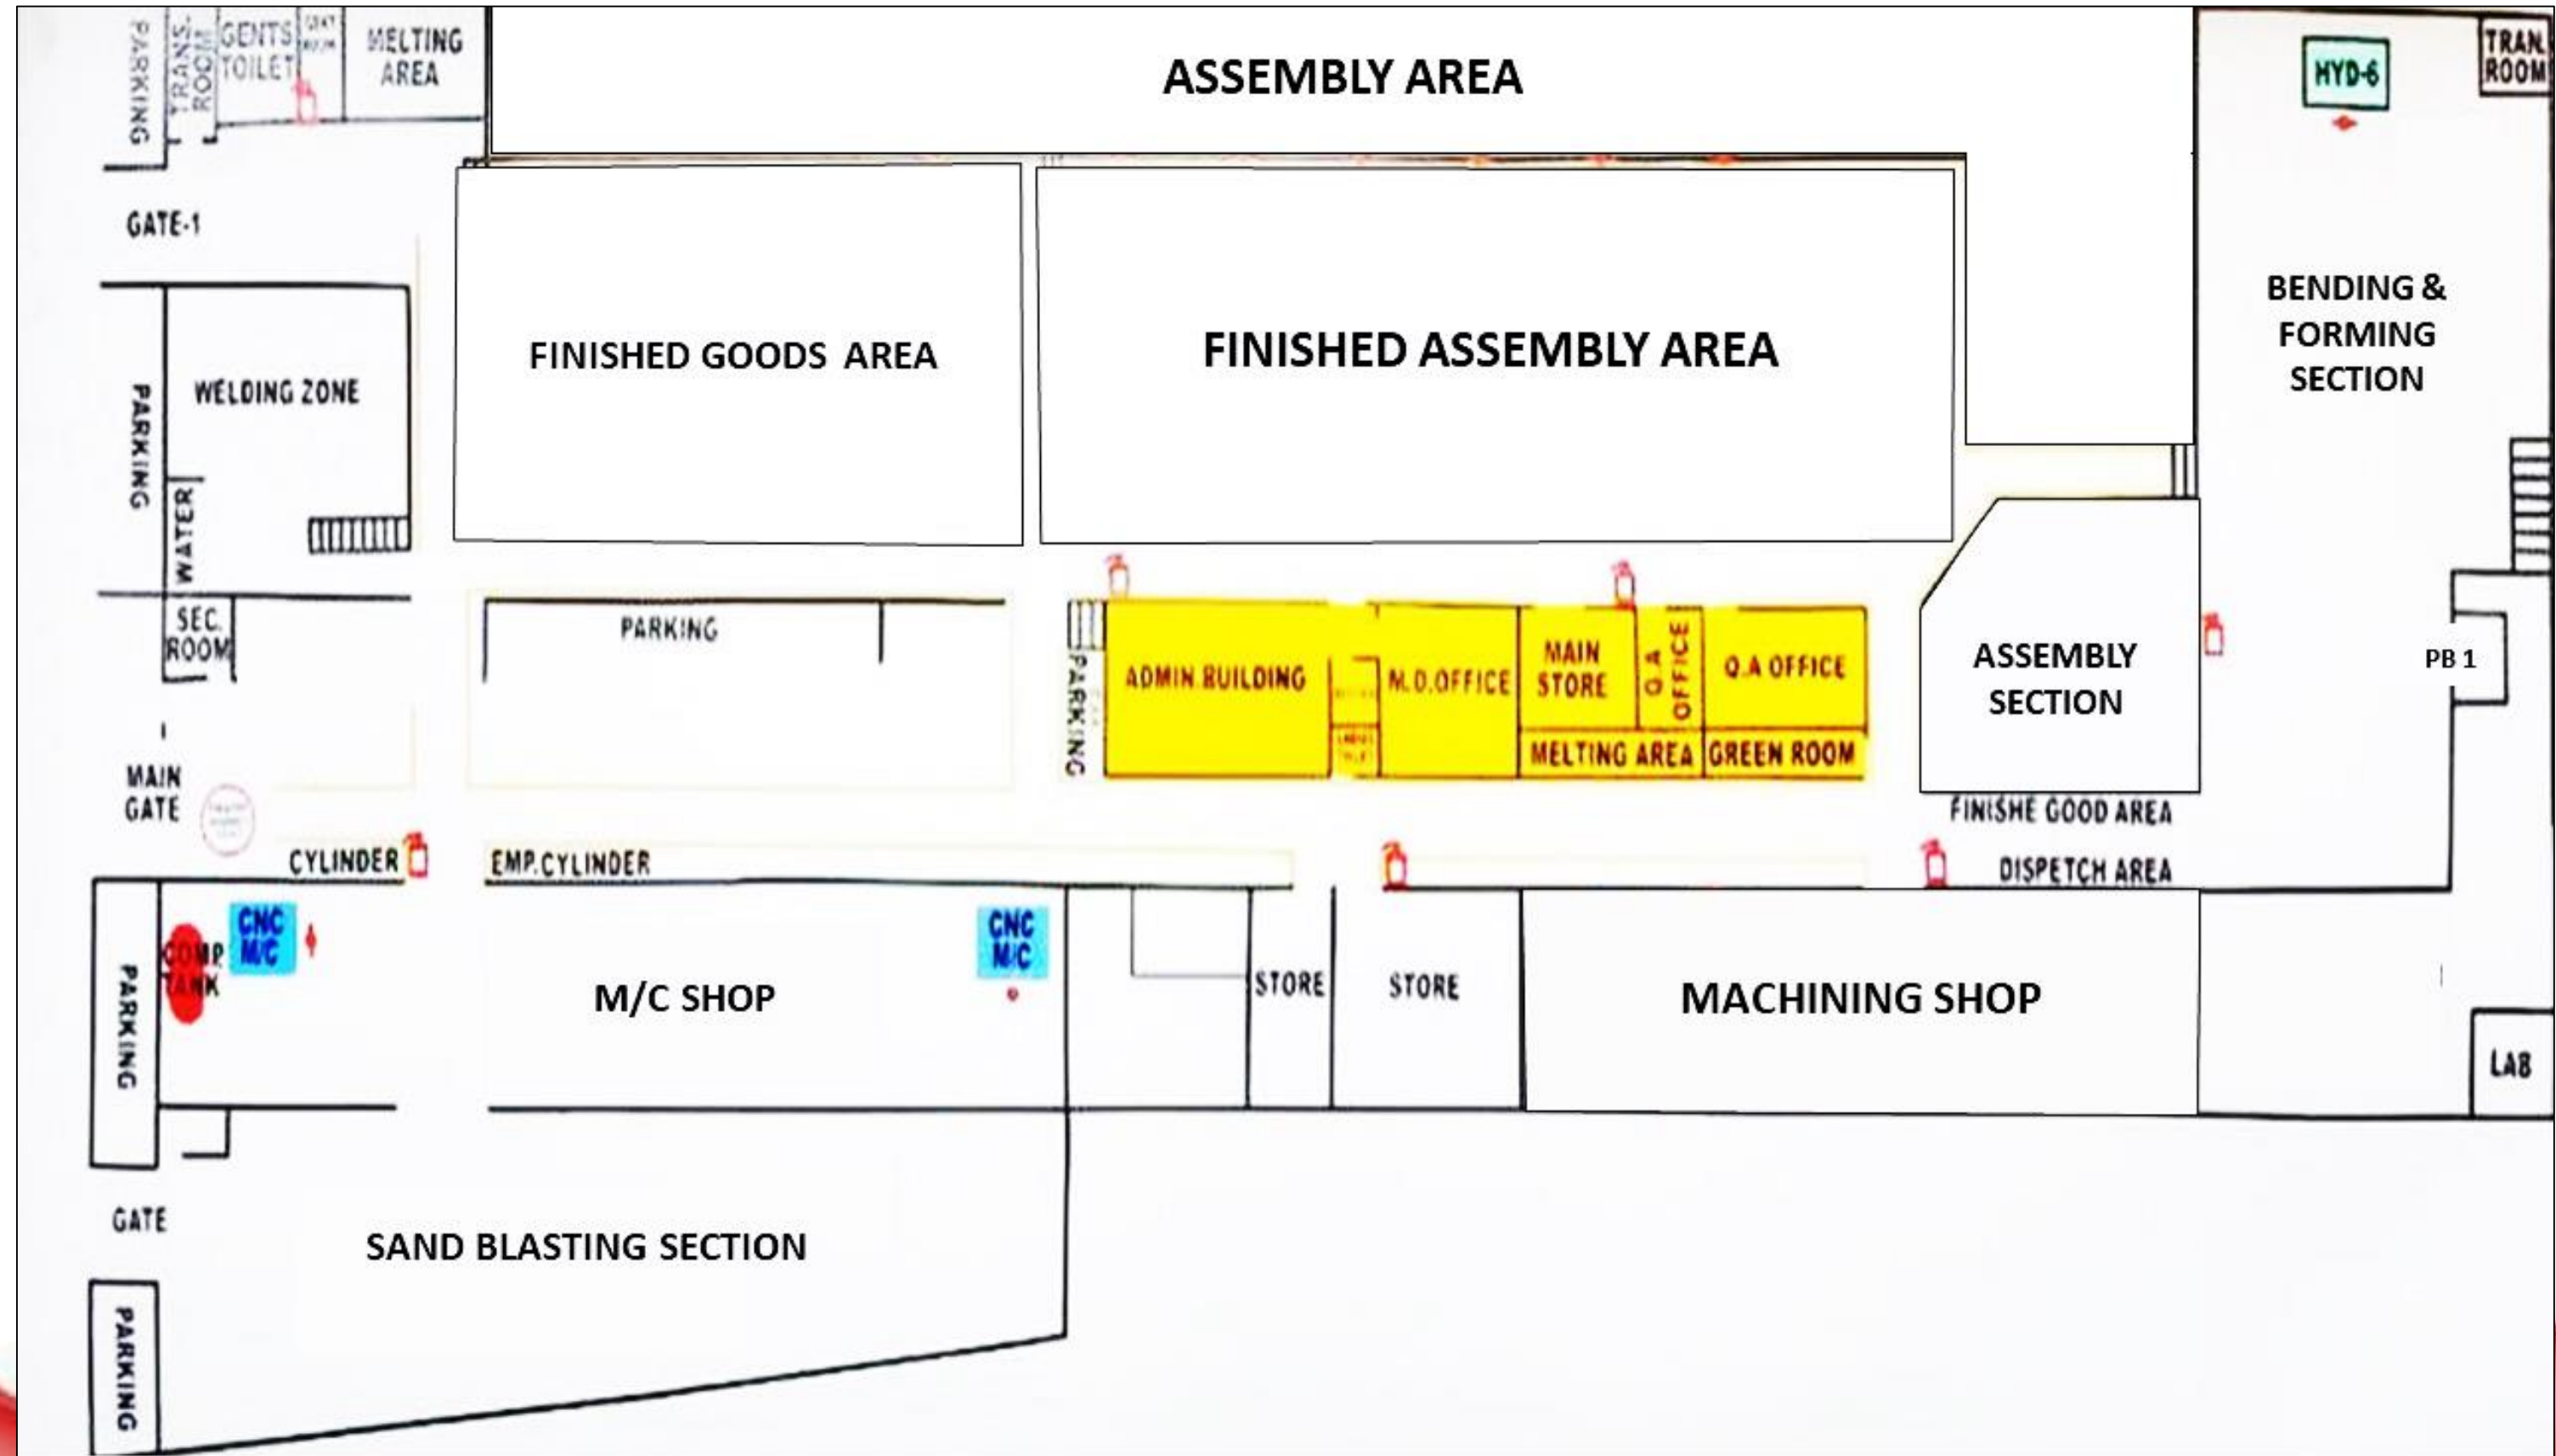 PARKING
TRANS.
ROOM
GENTS
TOILET
MELTING
AREA
ASSEMBLY AREA
HYD-6
TRAN.
ROOM
GATE-1
BENDING &
FORMING
SECTION
FINISHED GOODS AREA
FINISHED ASSEMBLY AREA
PARKING
WELDING ZONE
WATER
SEC.
ROOM
PARKING
PARKING
ADMIN.BUILDING
M.D.OFFICE
MAIN
STORE
Q.A
OFFICE
Q.A OFFICE
MELTING AREA
GREEN ROOM
ASSEMBLY
SECTION
PB 1
MAIN
GATE
FINISHE GOOD AREA
CYLINDER
EMP.CYLINDER
DISPETCH AREA
PARKING
COMP.
TANK
CNC
M/C
M/C SHOP
CNC
M/C
STORE
STORE
MACHINING SHOP
LAB
GATE
SAND BLASTING SECTION
PARKING